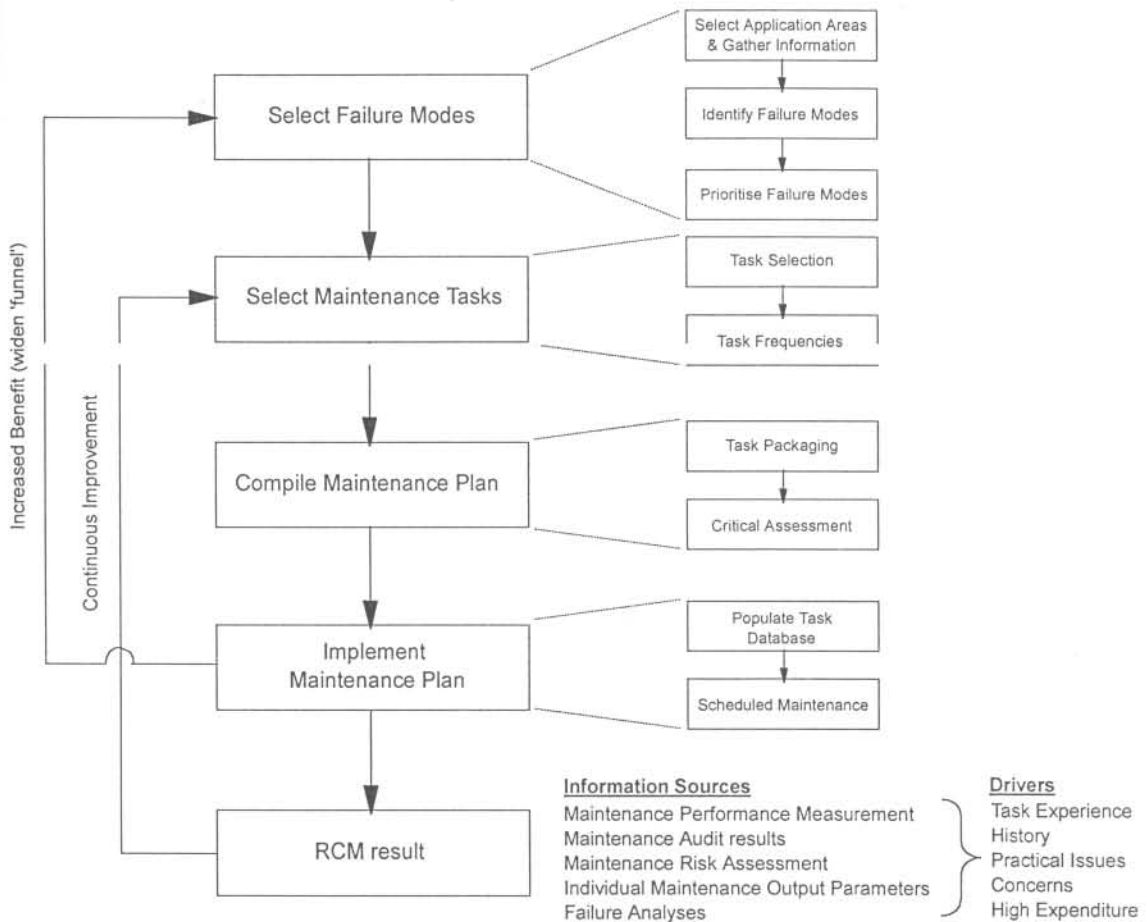 Select Application Areas
& Gather Information
Select Failure Modes
Identify Failure Modes
Prioritise Failure Modes
Task Selection
Select Maintenance Tasks
Task Frequencies
Increased Benefit (widen 'funnel')
Continuous Improvement
Task Packaging
Compile Maintenance Plan
Critical Assessment
Populate Task
Database
Implement
Maintenance Plan
Scheduled Maintenance
RCM result
Information Sources
Maintenance Performance Measurement
Maintenance Audit results
Maintenance Risk Assessment
Individual Maintenance Output Parameters
Failure Analyses
Drivers
Task Experience
History
Practical Issues
Concerns
High Expenditure